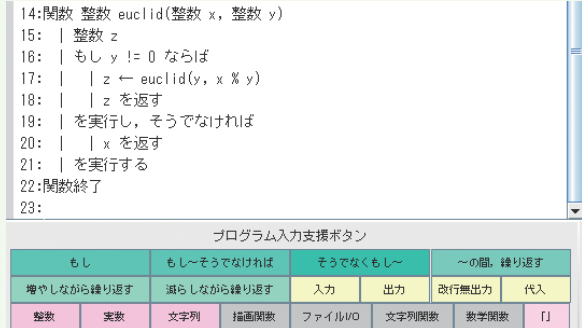 14:関数 整数 euclid(整数 x, 整数 y)
15: | 整数 z
16: | もし y != 0 ならば
17: | | z ← euclid(y, x % y)
18: | | z を返す
19: | を実行し，そうでなければ
20: | | x を返す
21: | を実行する
22:関数終了
23:
プログラム入力支援ボタン
もし もし～そうでなければ そうでなくもし～ ～の間，繰り返す
増やしながら繰り返す 減らしながら繰り返す 入力 出力 改行無出力 代入
整数 実数 文字列 描画関数 ファイルI/O 文字列関数 数学関数 「」